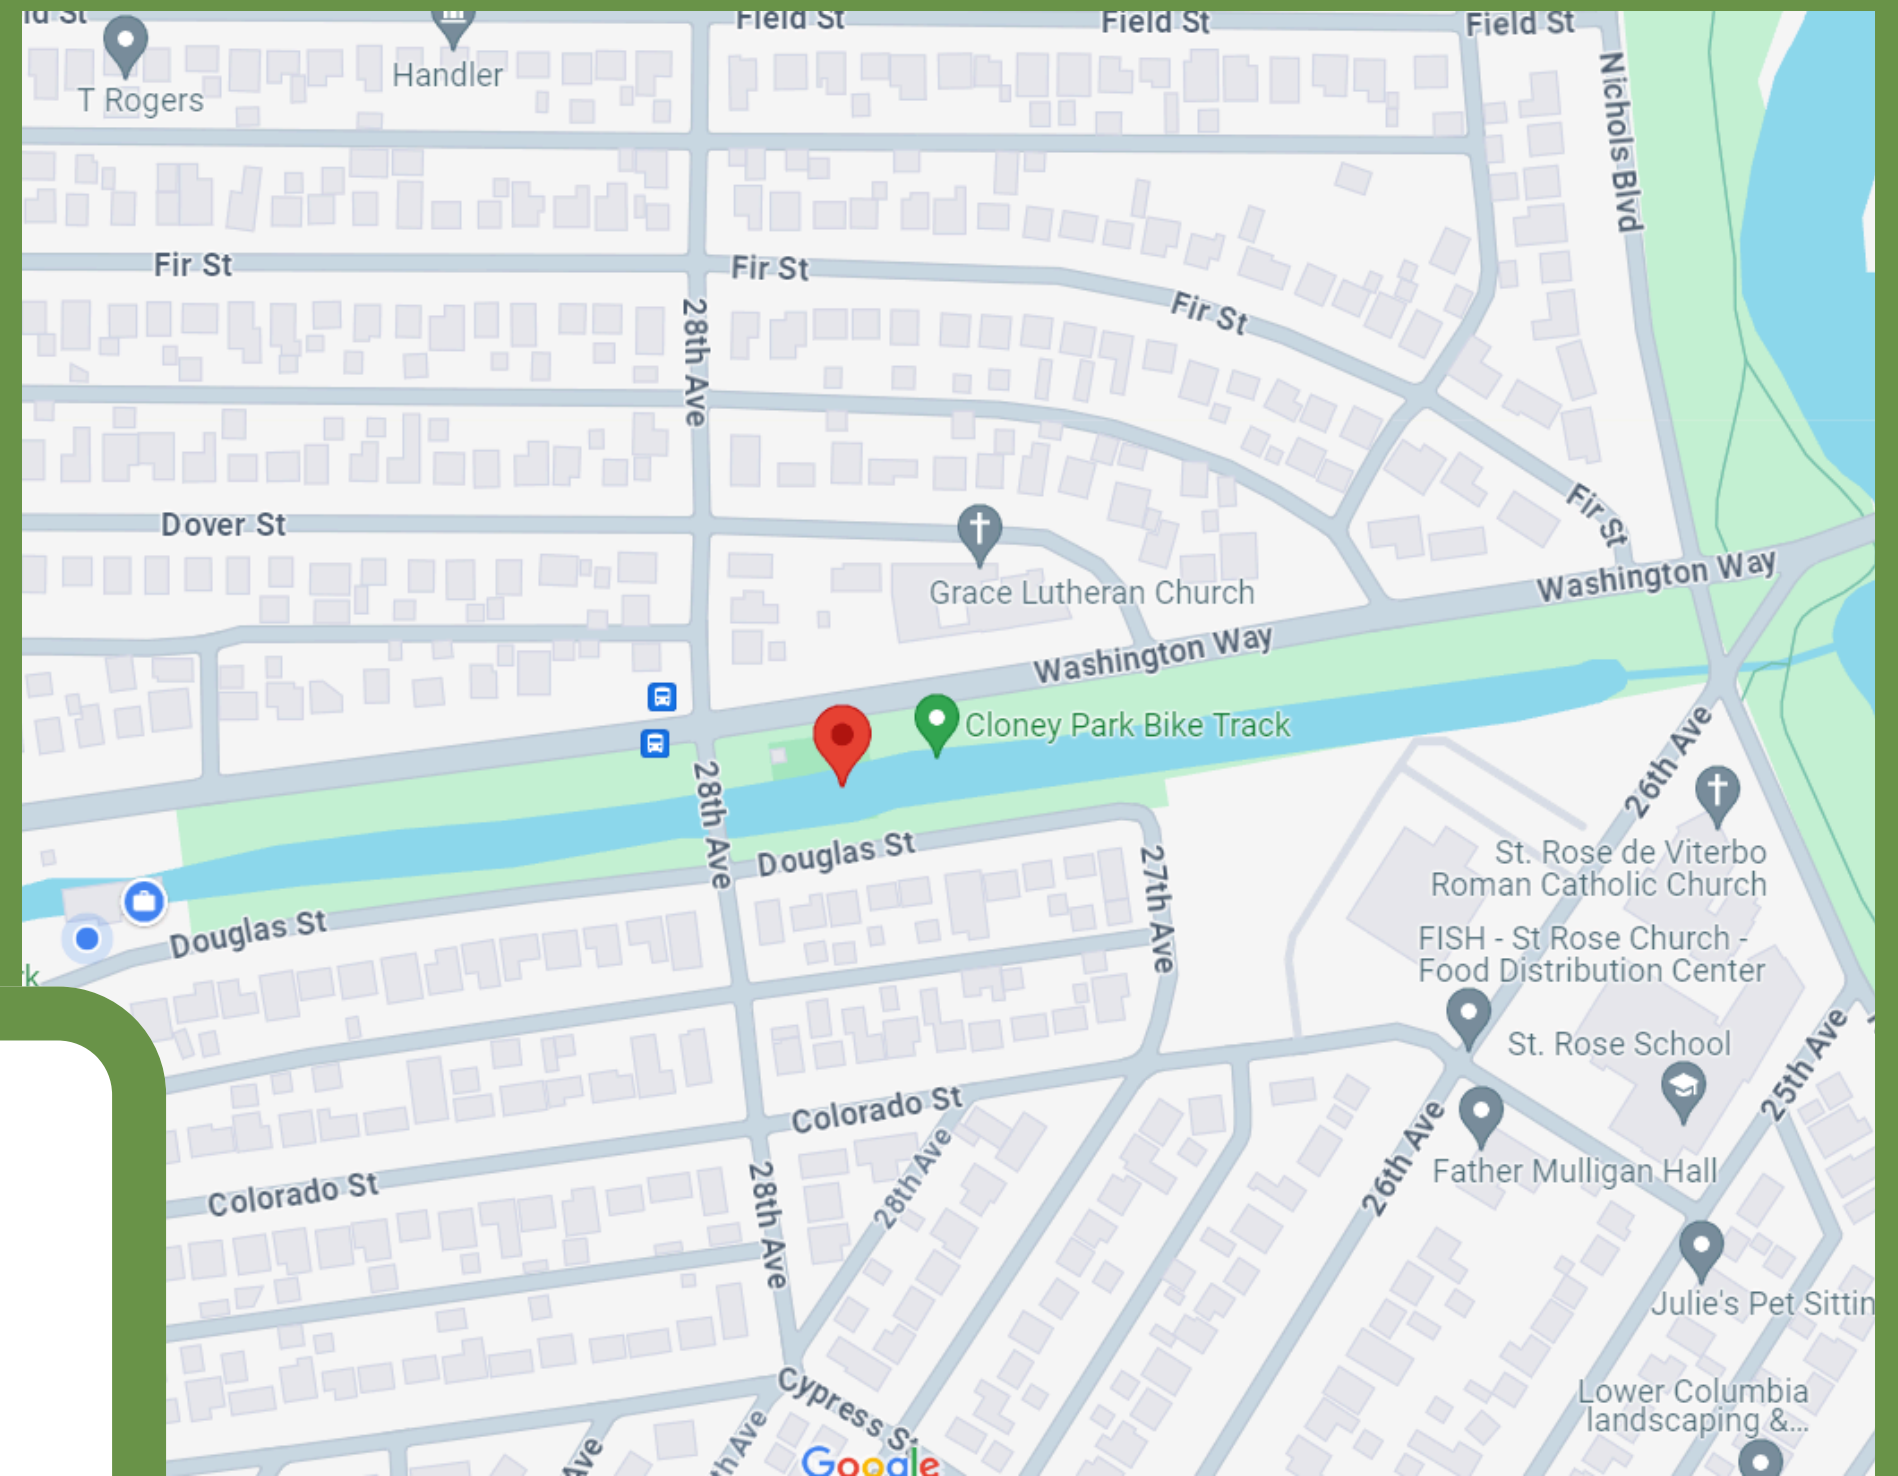 Field St
Field St
Field St
Handler
T Rogers
Nichols Blvd
Fir St
Fir St
Fir St
28th Ave
Fir St
Dover St
Grace Lutheran Church
Washington Way
Washington Way
Cloney Park Bike Track
28th Ave
26th Ave
Douglas St
27th Ave
St. Rose de Viterbo
Roman Catholic Church
Douglas St
FISH - St Rose Church -
Food Distribution Center
St. Rose School
25th Ave
Colorado St
28th Ave
26th Ave
Father Mulligan Hall
Colorado St
28th Ave
Julie's Pet Sittin
Cypress St
Lower Columbia
landscaping &...
Ave
Google